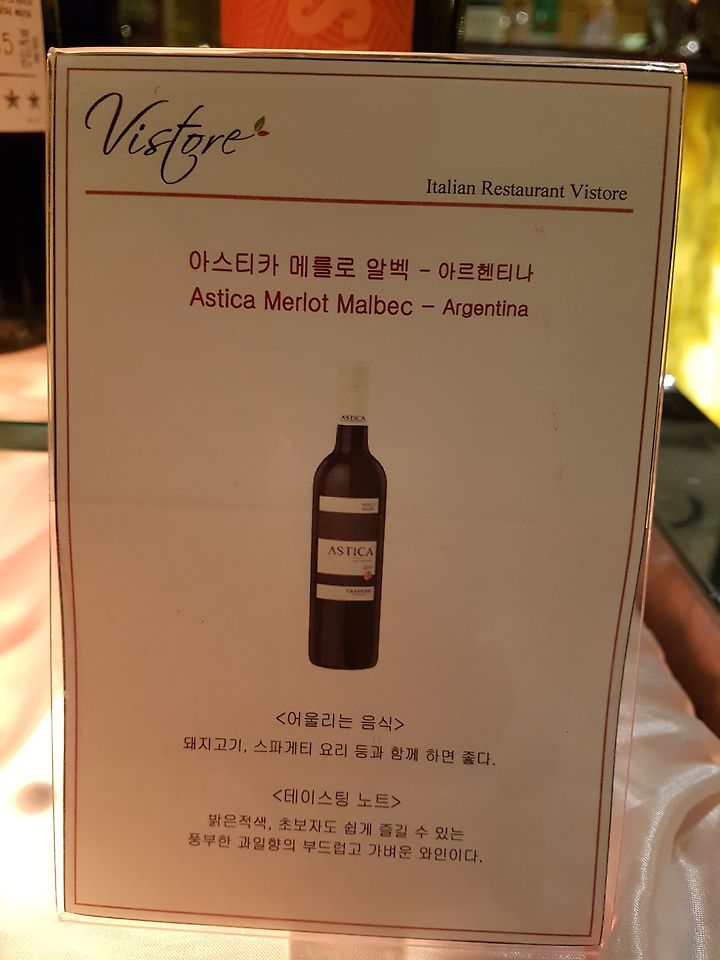 Vistore
Italian Restaurant Vistore
아스티카 메를로 알벡 - 아르헨티나
Astica Merlot Malbec - Argentina
ASTICA
ASTICA
TRAPICHE
<어울리는 음식>
돼지고기, 스파게티 요리 등과 함께 하면 좋다.
<테이스팅 노트>
밝은적색, 초보자도 쉽게 즐길 수 있는
풍부한 과일향의 부드럽고 가벼운 와인이다.